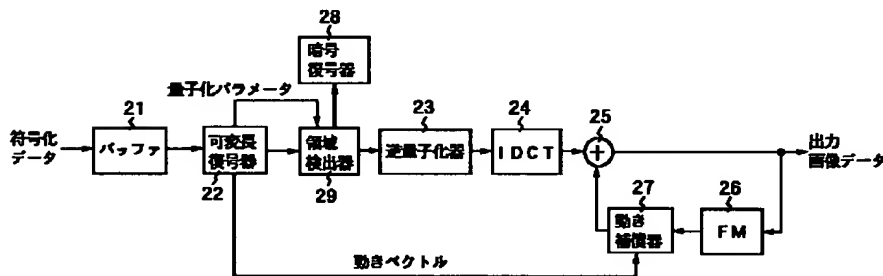 28
暗号
復号器
量子化パラメータ
21
23
24
25
符号化
データ
バッファ
可変長
復号器
領域
検出器
逆量子化器
IDCT
+
出力
画像データ
22
29
27
26
動き
補償器
FM
動きベクトル